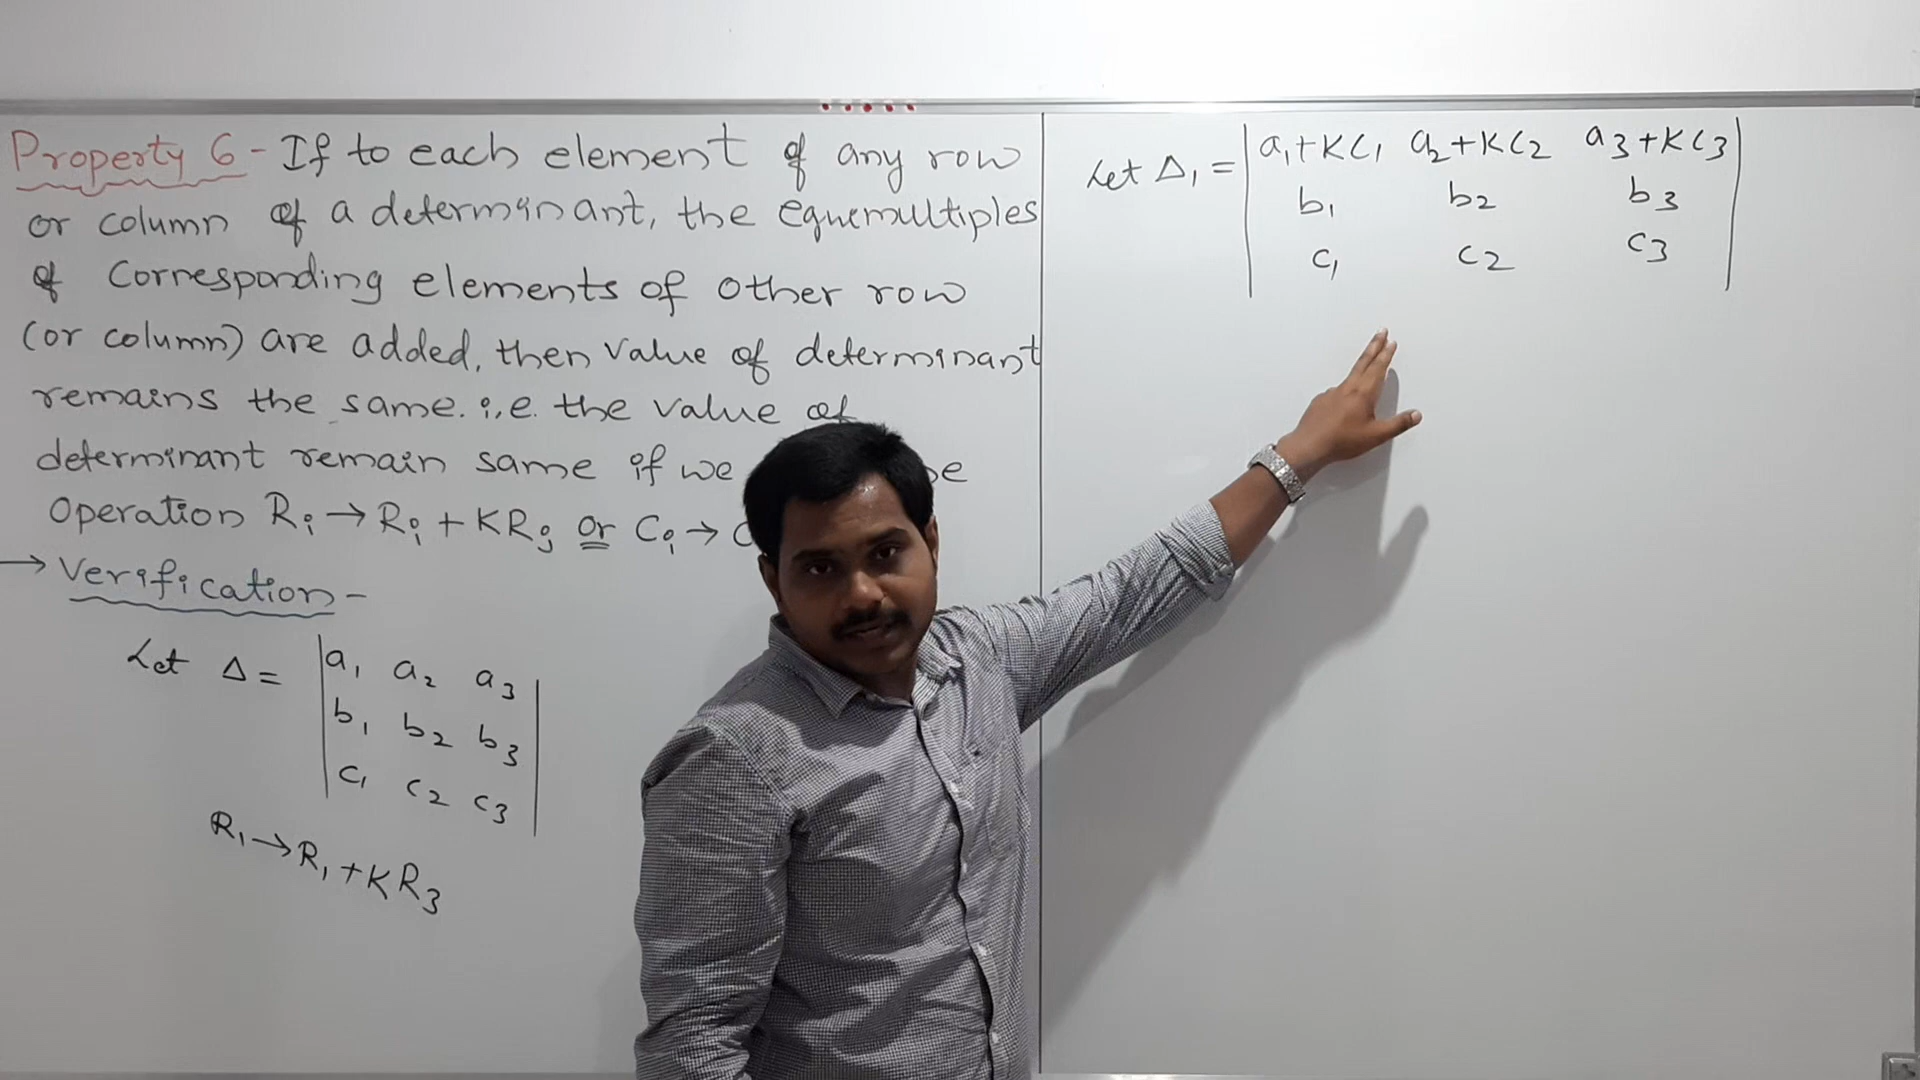 Property 6 - If to each element of any row
or column of a determinant, the equemultiples
of Corresponding elements of other row
(or column) are added, then value of determinant
remains the same. i.e. the value of
determinant remain same if we
Operation Ri → Ri + KRj or Ci →
→ Verification -
Let Δ = | a1 a2 a3 |
| b1 b2 b3 |
| c1 c2 c3 |
R1 → R1 + KR3
Let Δ1 = | a1+KC1 a2+KC2 a3+KC3 |
| b1 b2 b3 |
| c1 c2 c3 |